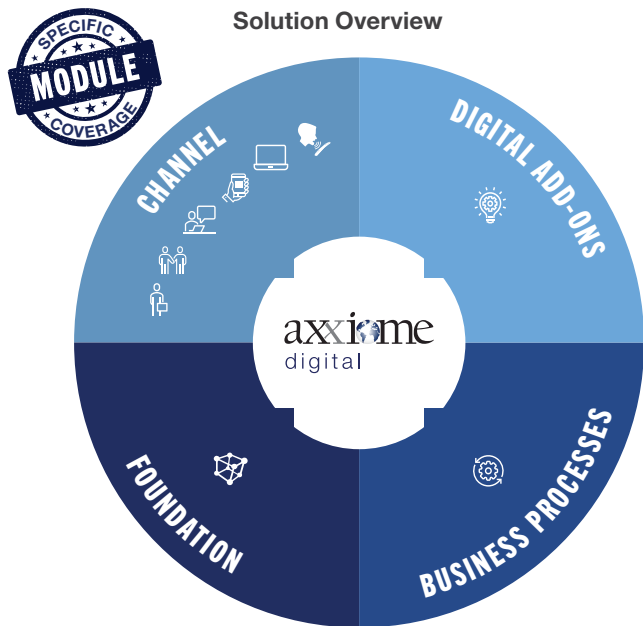 Solution Overview
SPECIFIC
MODULE
COVERAGE
CHANNEL
DIGITAL ADD-ONS
axxiome
digital
FOUNDATION
BUSINESS PROCESSES